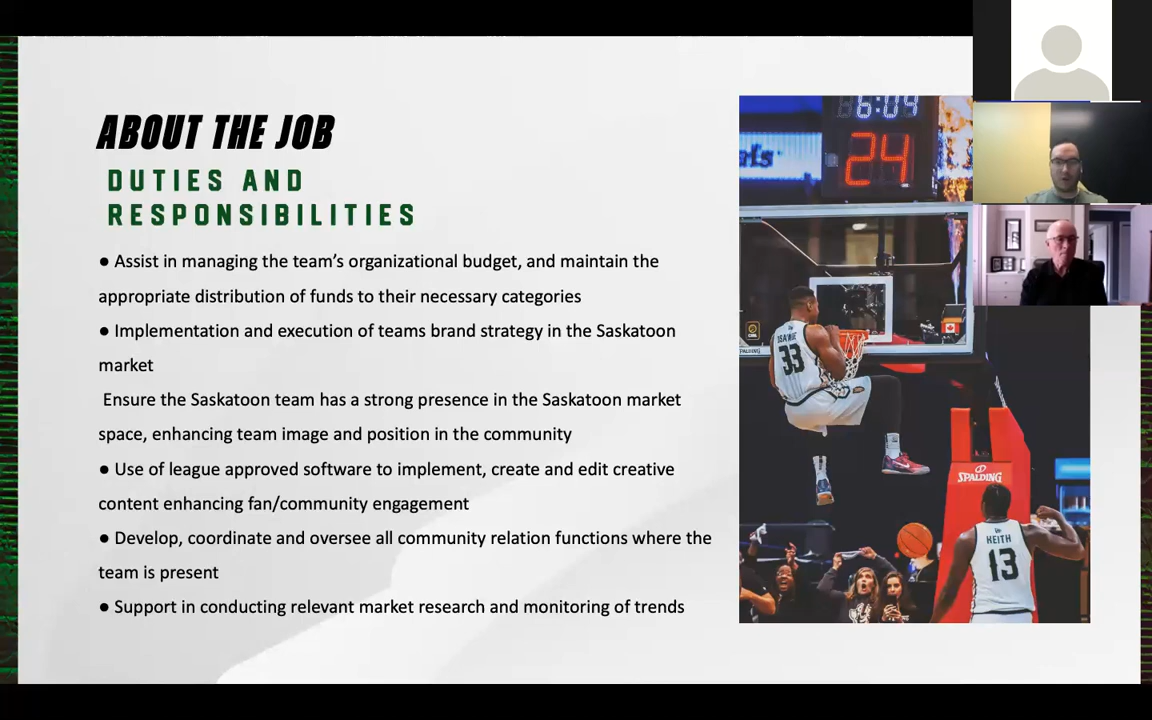 ABOUT THE JOB
DUTIES AND
RESPONSIBILITIES
● Assist in managing the team’s organizational budget, and maintain the
appropriate distribution of funds to their necessary categories
● Implementation and execution of teams brand strategy in the Saskatoon
market
Ensure the Saskatoon team has a strong presence in the Saskatoon market
space, enhancing team image and position in the community
● Use of league approved software to implement, create and edit creative
content enhancing fan/community engagement
● Develop, coordinate and oversee all community relation functions where the
team is present
● Support in conducting relevant market research and monitoring of trends
6:09
24
33
SPALDING
KEITH
13